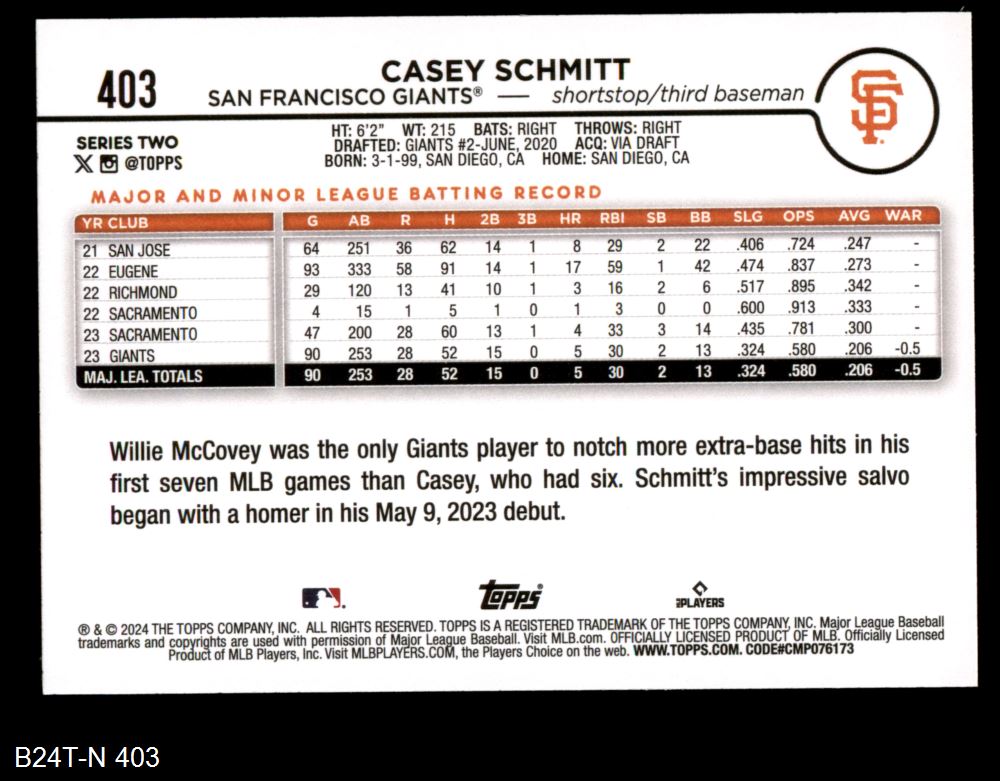 403
CASEY SCHMITT
SAN FRANCISCO GIANTS® — shortstop/third baseman
SF
SERIES TWO
X @TOPPS
HT: 6'2" WT: 215 BATS: RIGHT THROWS: RIGHT
DRAFTED: GIANTS #2-JUNE, 2020 ACQ: VIA DRAFT
BORN: 3-1-99, SAN DIEGO, CA HOME: SAN DIEGO, CA
MAJOR AND MINOR LEAGUE BATTING RECORD
YR CLUB G AB R H 2B 3B HR RBI SB BB SLG OPS AVG WAR
21 SAN JOSE 64 251 36 62 14 1 8 29 2 22 .406 .724 .247 -
22 EUGENE 93 333 58 91 14 1 17 59 1 42 .474 .837 .273 -
22 RICHMOND 29 120 13 41 10 1 3 16 2 6 .517 .895 .342 -
22 SACRAMENTO 4 15 1 5 1 0 1 3 0 0 .600 .913 .333 -
23 SACRAMENTO 47 200 28 60 13 1 4 33 3 14 .435 .781 .300 -
23 GIANTS 90 253 28 52 15 0 5 30 2 13 .324 .580 .206 -0.5
MAJ. LEA. TOTALS 90 253 28 52 15 0 5 30 2 13 .324 .580 .206 -0.5
Willie McCovey was the only Giants player to notch more extra-base hits in his
first seven MLB games than Casey, who had six. Schmitt's impressive salvo
began with a homer in his May 9, 2023 debut.
Topps®
PLAYERS
® & © 2024 THE TOPPS COMPANY, INC. ALL RIGHTS RESERVED. TOPPS IS A REGISTERED TRADEMARK OF THE TOPPS COMPANY, INC. Major League Baseball
trademarks and copyrights are used with permission of Major League Baseball. Visit MLB.com. OFFICIALLY LICENSED PRODUCT OF MLB. Officially Licensed
Product of MLB Players, Inc. Visit MLBPLAYERS.COM, the Players Choice on the web. WWW.TOPPS.COM. CODE#CMP076173
B24T-N 403